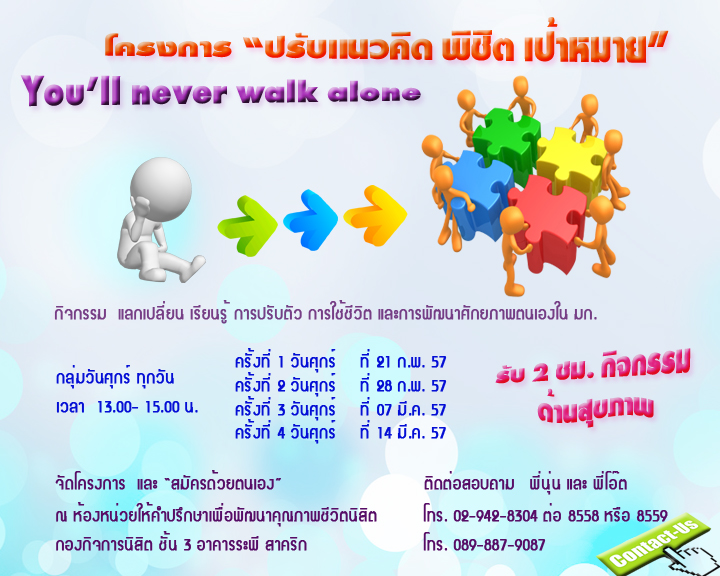 โครงการ “ปรับแนวคิด พิชิต เป้าหมาย”
You'll never walk alone
กิจกรรม แลกเปลี่ยน เรียนรู้ การปรับตัว การใช้ชีวิต และการพัฒนาศักยภาพตนเองใน มก.
กลุ่มวันศุกร์ ทุกวัน
เวลา 13.00- 15.00 น.
ครั้งที่ 1 วันศุกร์ ที่ 21 ก.พ. 57
ครั้งที่ 2 วันศุกร์ ที่ 28 ก.พ. 57
ครั้งที่ 3 วันศุกร์ ที่ 07 มี.ค. 57
ครั้งที่ 4 วันศุกร์ ที่ 14 มี.ค. 57
รับ 2 ชม. กิจกรรม
ด้านสุขภาพ
จัดโครงการ และ “สมัครด้วยตนเอง”
ณ ห้องหน่วยให้คำปรึกษาเพื่อพัฒนาคุณภาพชีวิตนิสิต
กองกิจการนิสิต ชั้น 3 อาคารระพี สาคริก
ติดต่อสอบถาม พี่นุ่น และ พี่โอ๊ต
โทร. 02-942-8304 ต่อ 8558 หรือ 8559
โทร. 089-887-9087
Contact-Us